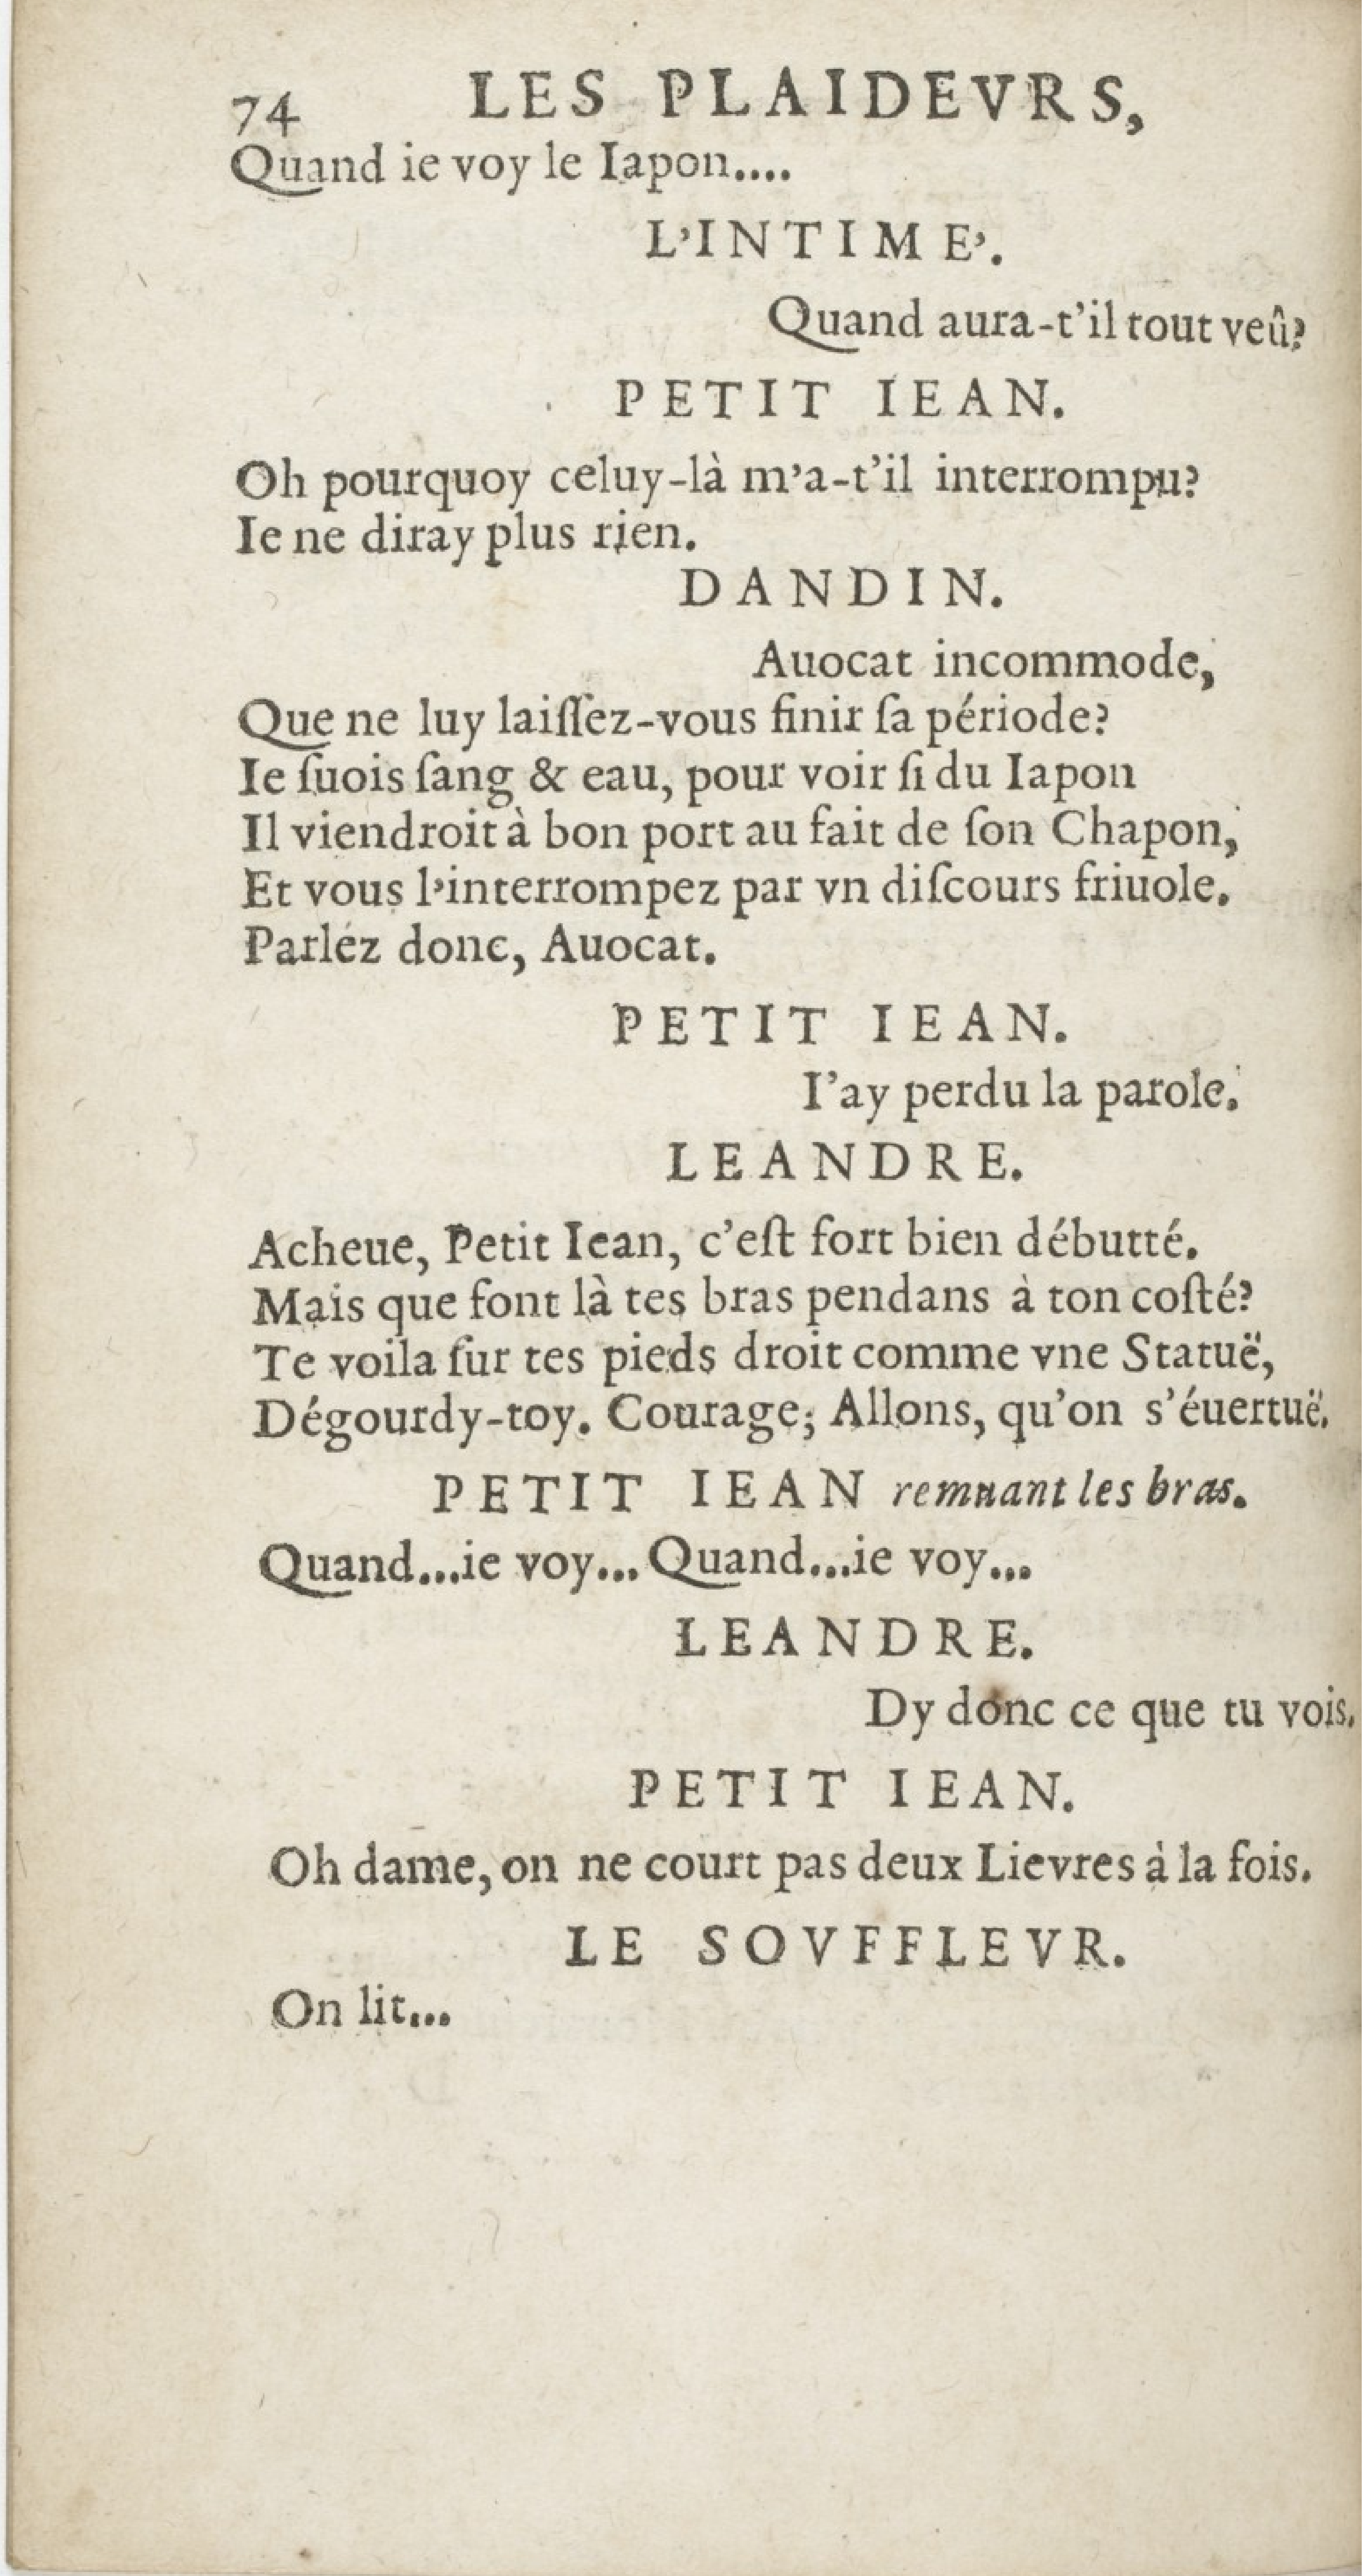 74 LES PLAIDEVRS,
Quand ie voy le Iapon....
L'INTIME'.
Quand aura-t'il tout veû?
PETIT IEAN.
Oh pourquoy celuy-là m'a-t'il interrompu?
Ie ne diray plus rien.
DANDIN.
Auocat incommode,
Que ne luy laiſſez-vous finir ſa période?
Ie ſuois ſang & eau, pour voir ſi du Iapon
Il viendroit à bon port au fait de ſon Chapon,
Et vous l'interrompez par vn diſcours friuole.
Parlez donc, Auocat.
PETIT IEAN.
I'ay perdu la parole.
LEANDRE.
Acheue, Petit Iean, c'eſt fort bien débutté.
Mais que font là tes bras pendans à ton coſté?
Te voila ſur tes pieds droit comme vne Statuë,
Dégourdy-toy. Courage; Allons, qu'on s'éuertuë.
PETIT IEAN remuant les bras.
Quand...ie voy... Quand...ie voy...
LEANDRE.
Dy donc ce que tu vois.
PETIT IEAN.
Oh dame, on ne court pas deux Lievres à la fois.
LE SOVFFLEVR.
On lit...